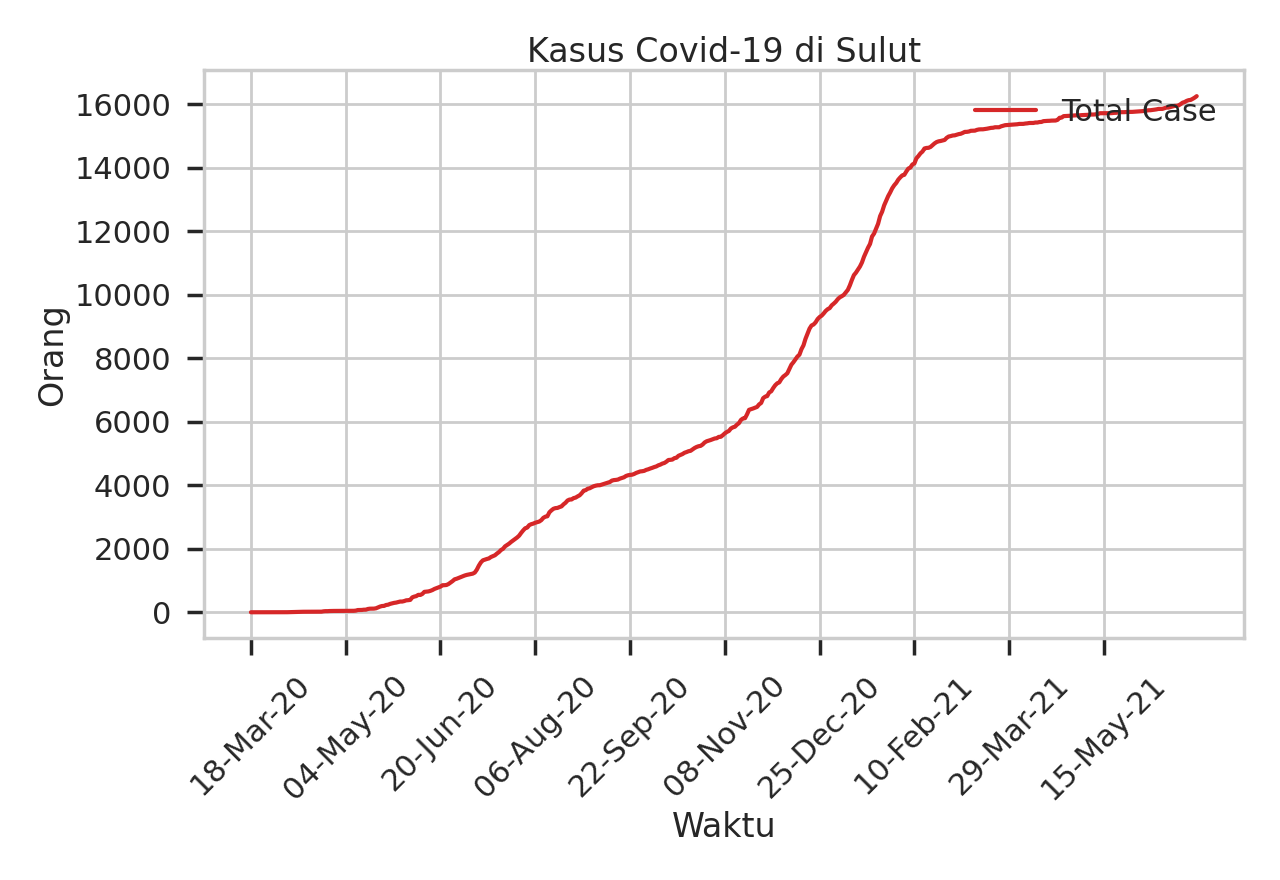 Kasus Covid-19 di Sulut
Total Case
Orang
16000
14000
12000
10000
8000
6000
4000
2000
0
18-Mar-20
04-May-20
20-Jun-20
06-Aug-20
22-Sep-20
08-Nov-20
25-Dec-20
10-Feb-21
29-Mar-21
15-May-21
Waktu